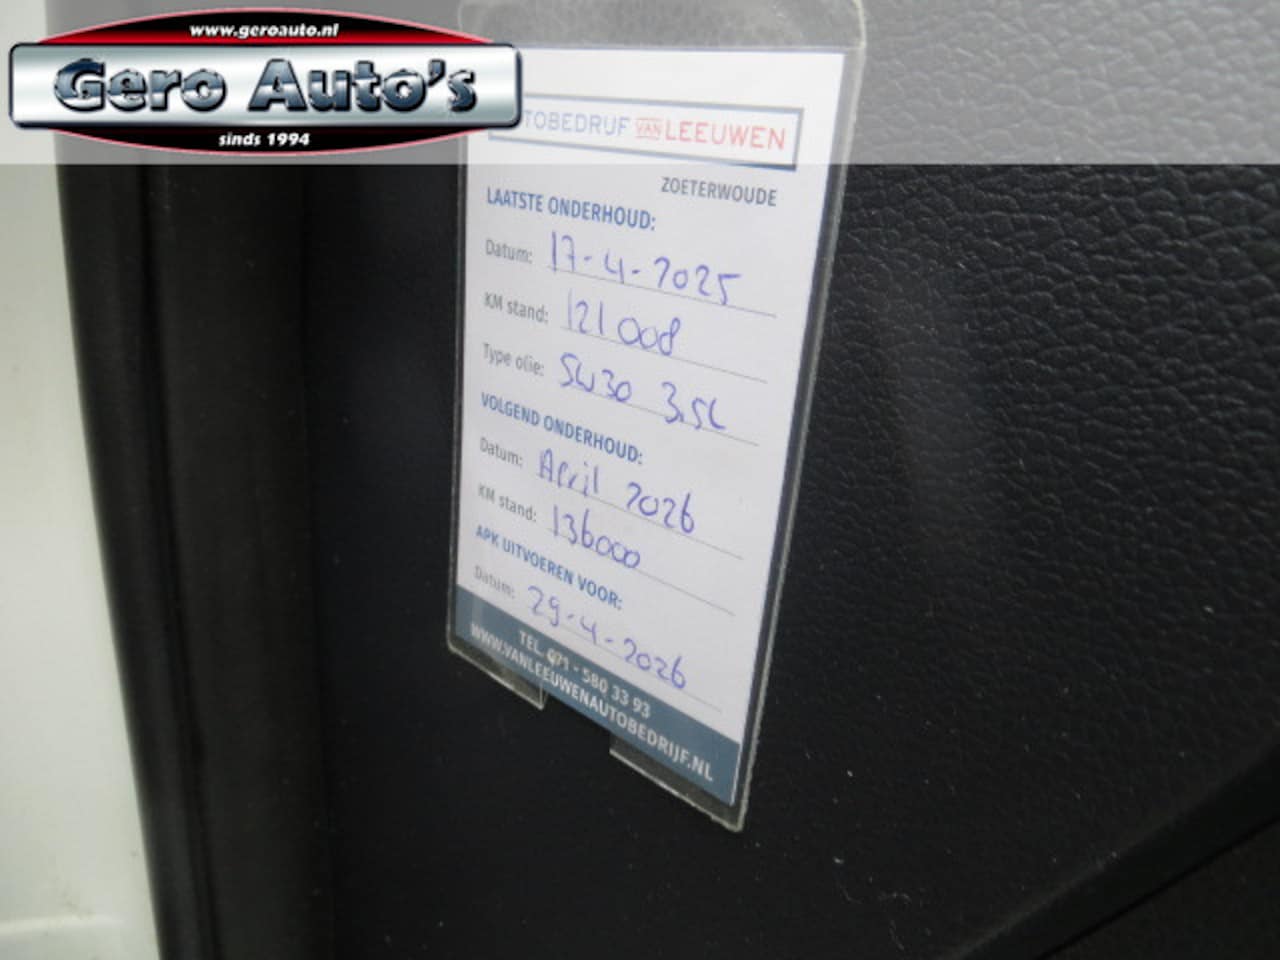 www.geroauto.nl
Gero Auto's
sinds 1994
TOBEDRIJF VAN LEEUWEN
ZOETERWOUDE
LAATSTE ONDERHOUD:
Datum: 17-4-2025
KM stand: 121008
Type olie: 5W30 3.5L
VOLGEND ONDERHOUD:
Datum: April 2026
KM stand: 136000
APK UITVOEREN VOOR:
Datum: 29-4-2026
TEL. 071 - 580 33 93
WWW.VANLEEUWENAUTOBEDRIJF.NL